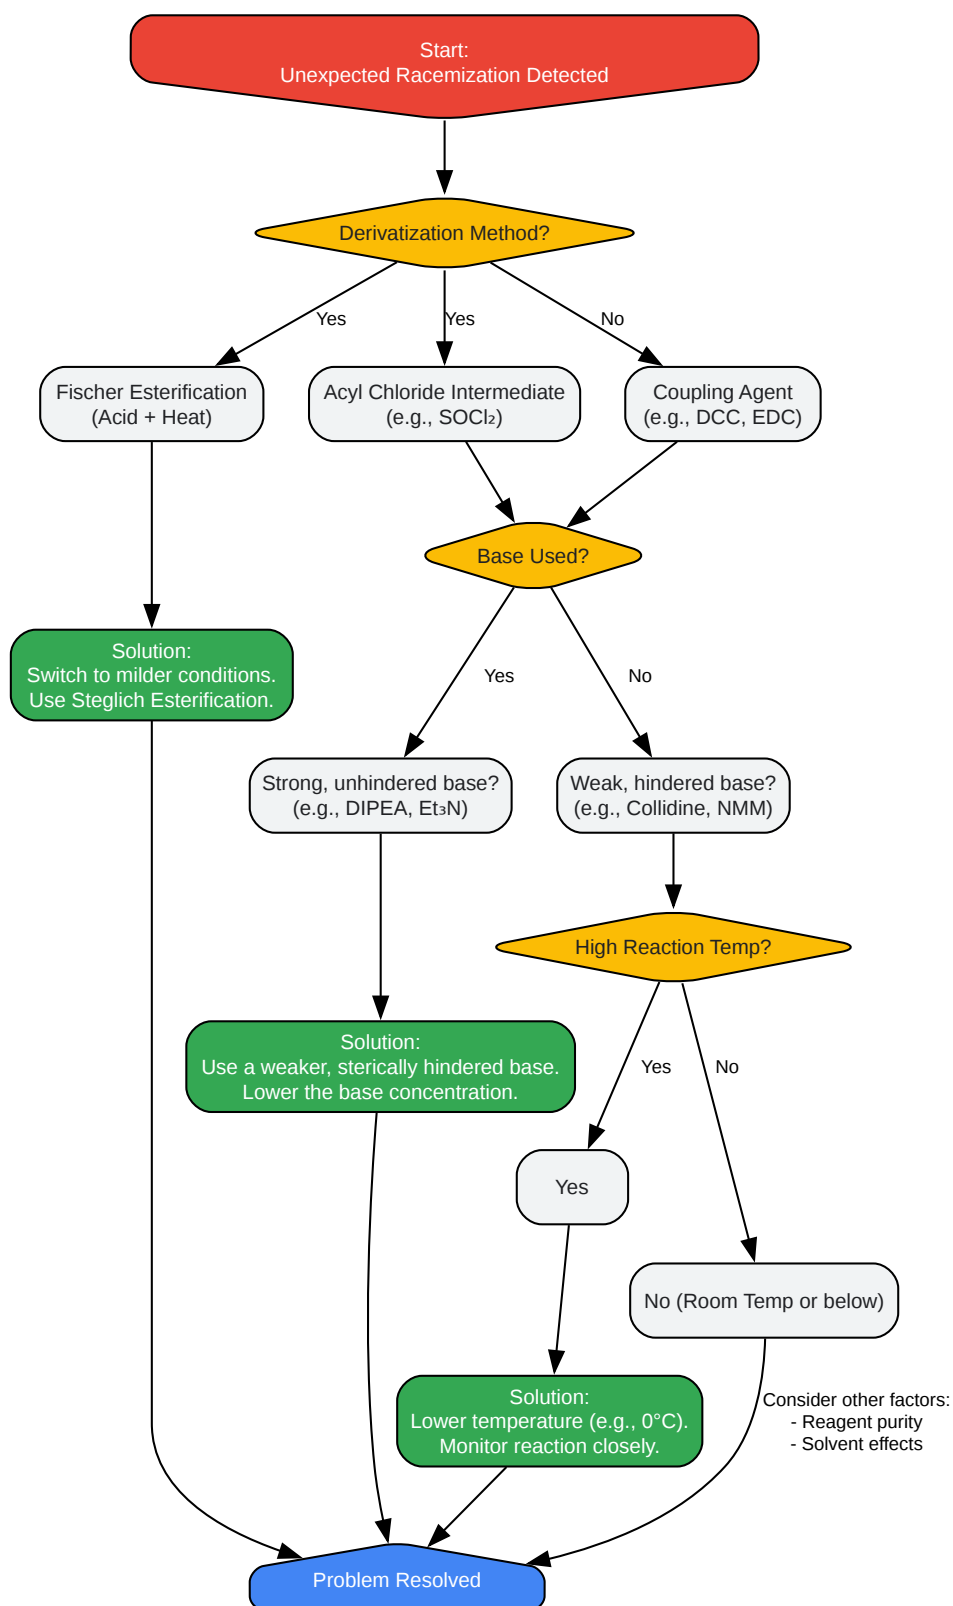 Start:
Unexpected Racemization Detected
Derivatization Method?
Yes
Yes
No
Fischer Esterification
(Acid + Heat)
Acyl Chloride Intermediate
(e.g., SOCl₂)
Coupling Agent
(e.g., DCC, EDC)
Base Used?
Solution:
Switch to milder conditions.
Use Steglich Esterification.
Yes
No
Strong, unhindered base?
(e.g., DIPEA, Et₃N)
Weak, hindered base?
(e.g., Collidine, NMM)
High Reaction Temp?
Solution:
Use a weaker, sterically hindered base.
Lower the base concentration.
Yes
No
Yes
No (Room Temp or below)
Solution:
Lower temperature (e.g., 0°C).
Monitor reaction closely.
Consider other factors:
- Reagent purity
- Solvent effects
Problem Resolved